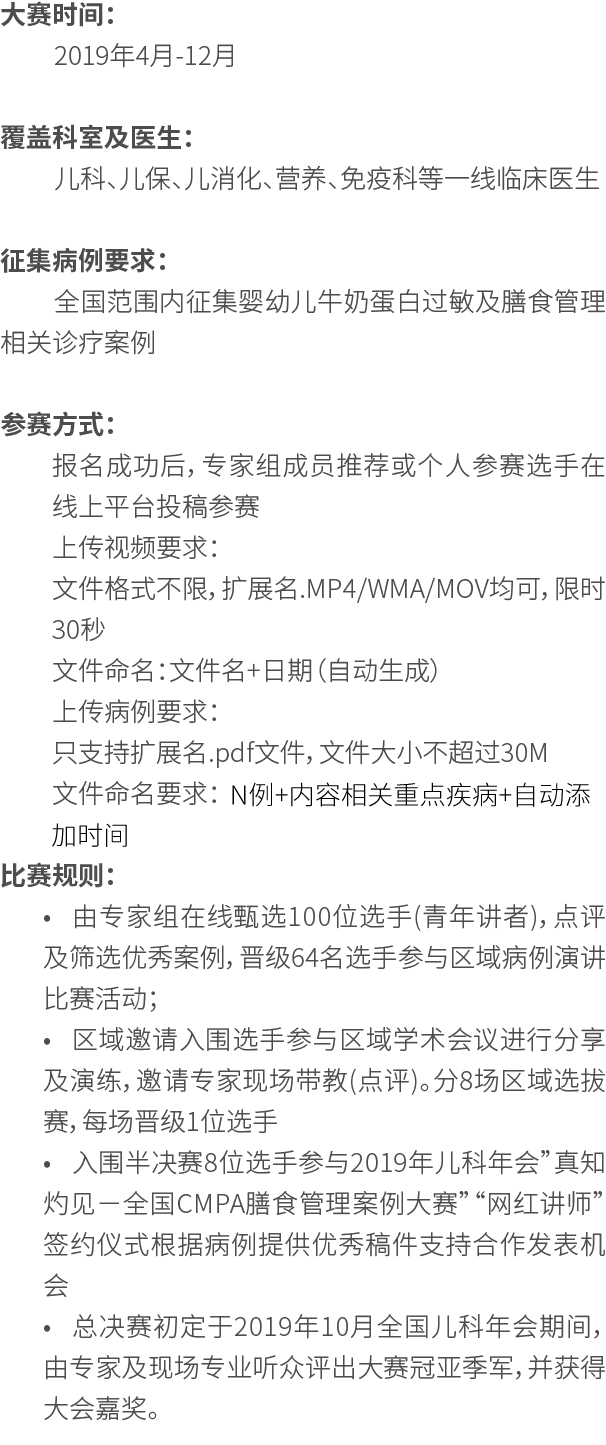 大赛时间：
2019年4月-12月
覆盖科室及医生：
儿科、儿保、儿消化、营养、免疫科等一线临床医生
征集病例要求：
全国范围内征集婴幼儿牛奶蛋白过敏及膳食管理
相关诊疗案例
参赛方式：
报名成功后，专家组成员推荐或个人参赛选手在
线上平台投稿参赛
上传视频要求：
文件格式不限，扩展名.MP4/WMA/MOV均可，限时
30秒
文件命名：文件名+日期（自动生成）
上传病例要求：
只支持扩展名.pdf文件，文件大小不超过30M
文件命名要求：N例+内容相关重点疾病+自动添
加时间
比赛规则：
• 由专家组在线甄选100位选手(青年讲者)，点评
及筛选优秀案例，晋级64名选手参与区域病例演讲
比赛活动；
• 区域邀请入围选手参与区域学术会议进行分享
及演练，邀请专家现场带教(点评)。分8场区域选拔
赛，每场晋级1位选手
• 入围半决赛8位选手参与2019年儿科年会”真知
灼见－全国CMPA膳食管理案例大赛”“网红讲师”
签约仪式根据病例提供优秀稿件支持合作发表机
会
• 总决赛初定于2019年10月全国儿科年会期间，
由专家及现场专业听众评出大赛冠亚季军，并获得
大会嘉奖。